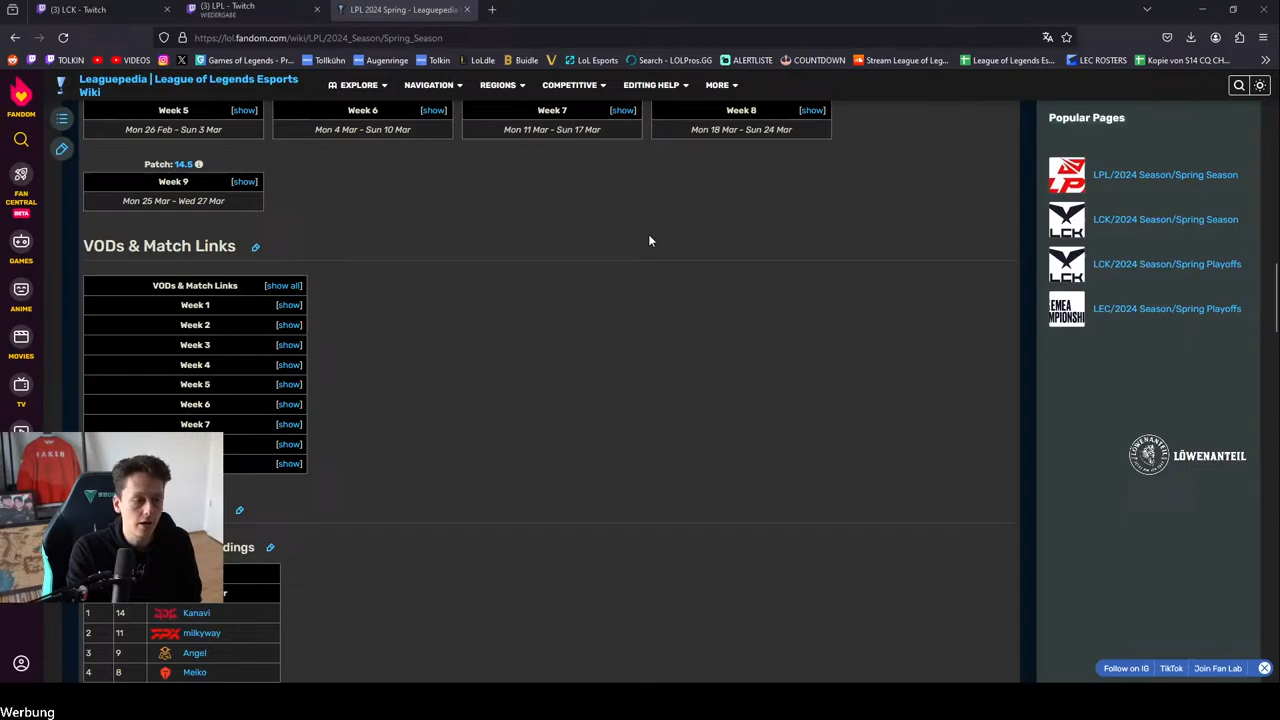 (3) LCK - Twitch
(3) LPL - Twitch
WIEDERGABE
LPL 2024 Spring - Leaguepedia
https://lol.fandom.com/wiki/LPL/2024_Season/Spring_Season
TOLKIN
VIDEOS
Games of Legends - Pr...
Tollkühn
Augenringe
Tolkin
LoLdle
Buidle
LoL Esports
Search - LOLPros.GG
ALERTLISTE
COUNTDOWN
Stream League of Leg...
League of Legends Es...
LEC ROSTERS
Kopie von S14 CQ CH...
FANDOM
FAN CENTRAL
BETA
GAMES
ANIME
MOVIES
TV
Leaguepedia | League of Legends Esports
Wiki
EXPLORE
NAVIGATION
REGIONS
COMPETITIVE
EDITING HELP
MORE
Week 5 [show]
Mon 26 Feb - Sun 3 Mar
Week 6 [show]
Mon 4 Mar - Sun 10 Mar
Week 7 [show]
Mon 11 Mar - Sun 17 Mar
Week 8 [show]
Mon 18 Mar - Sun 24 Mar
Patch: 14.5
Week 9 [show]
Mon 25 Mar - Wed 27 Mar
VODs & Match Links
VODs & Match Links [show all]
Week 1 [show]
Week 2 [show]
Week 3 [show]
Week 4 [show]
Week 5 [show]
Week 6 [show]
Week 7 [show]
[show]
[show]
dings
r
1 14 Kanavi
2 11 milkyway
3 9 Angel
4 8 Meiko
Popular Pages
LPL/2024 Season/Spring Season
LCK/2024 Season/Spring Season
LCK/2024 Season/Spring Playoffs
LEC/2024 Season/Spring Playoffs
LÖWENANTEIL
FAKER
Follow on IG
TikTok
Join Fan Lab
Werbung